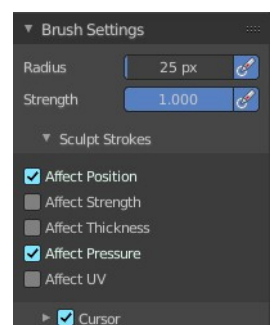 Brush Settings
Radius 25 px
Strength 1.000
Sculpt Strokes
Affect Position
Affect Strength
Affect Thickness
Affect Pressure
Affect UV
Cursor